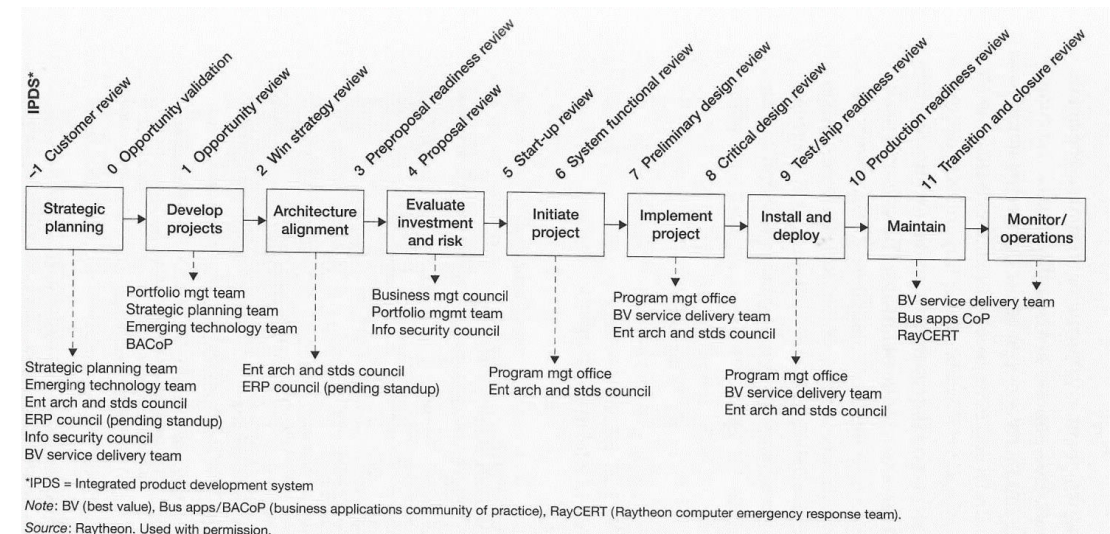 IPDS*
–1 Customer review
0 Opportunity validation
1 Opportunity review
2 Win strategy review
3 Preproposal readiness review
4 Proposal review
5 Start-up review
6 System functional review
7 Preliminary design review
8 Critical design review
9 Test/ship readiness review
10 Production readiness review
11 Transition and closure review
Strategic
planning
Develop
projects
Architecture
alignment
Evaluate
investment
and risk
Initiate
project
Implement
project
Install and
deploy
Maintain
Monitor/
operations
Portfolio mgt team
Strategic planning team
Emerging technology team
BACoP
Business mgt council
Portfolio mgmt team
Info security council
Program mgt office
BV service delivery team
Ent arch and stds council
BV service delivery team
Bus apps CoP
RayCERT
Strategic planning team
Emerging technology team
Ent arch and stds council
ERP council (pending standup)
Info security council
BV service delivery team
Ent arch and stds council
ERP council (pending standup)
Program mgt office
Ent arch and stds council
Program mgt office
BV service delivery team
Ent arch and stds council
*IPDS = Integrated product development system
Note: BV (best value), Bus apps/BACoP (business applications community of practice), RayCERT (Raytheon computer emergency response team).
Source: Raytheon. Used with permission.